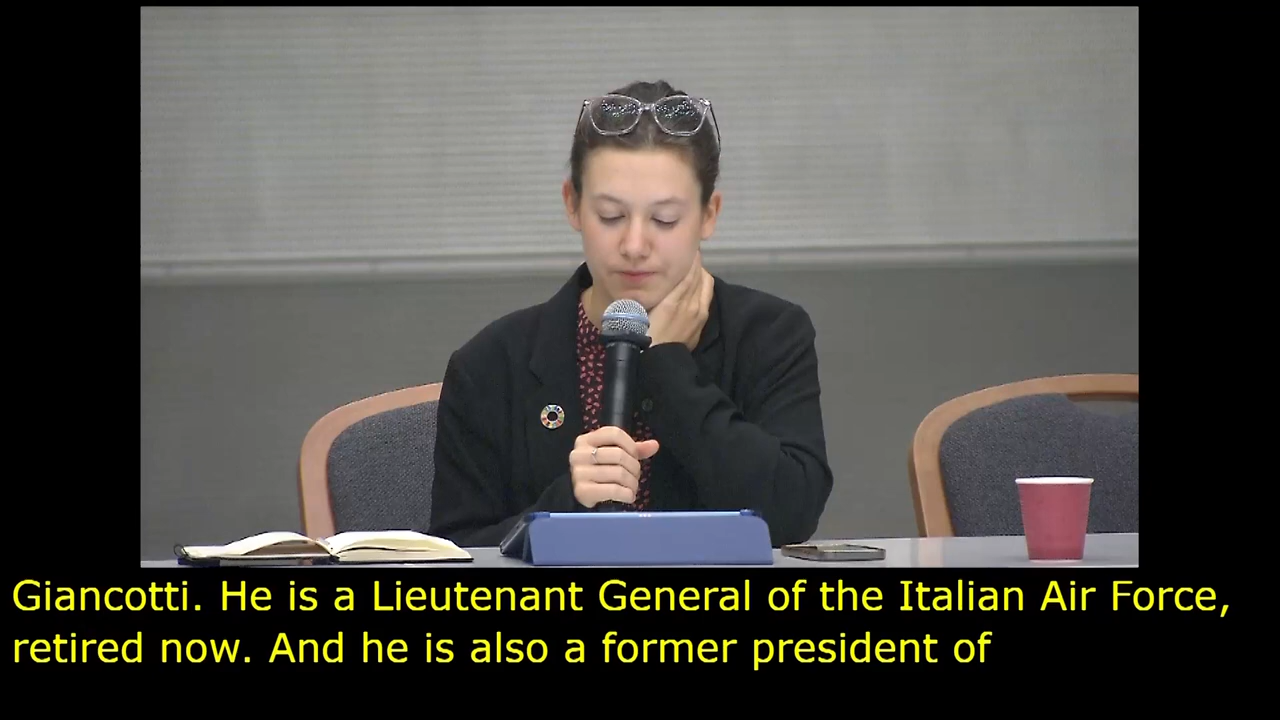 Giancotti. He is a Lieutenant General of the Italian Air Force,
retired now. And he is also a former president of